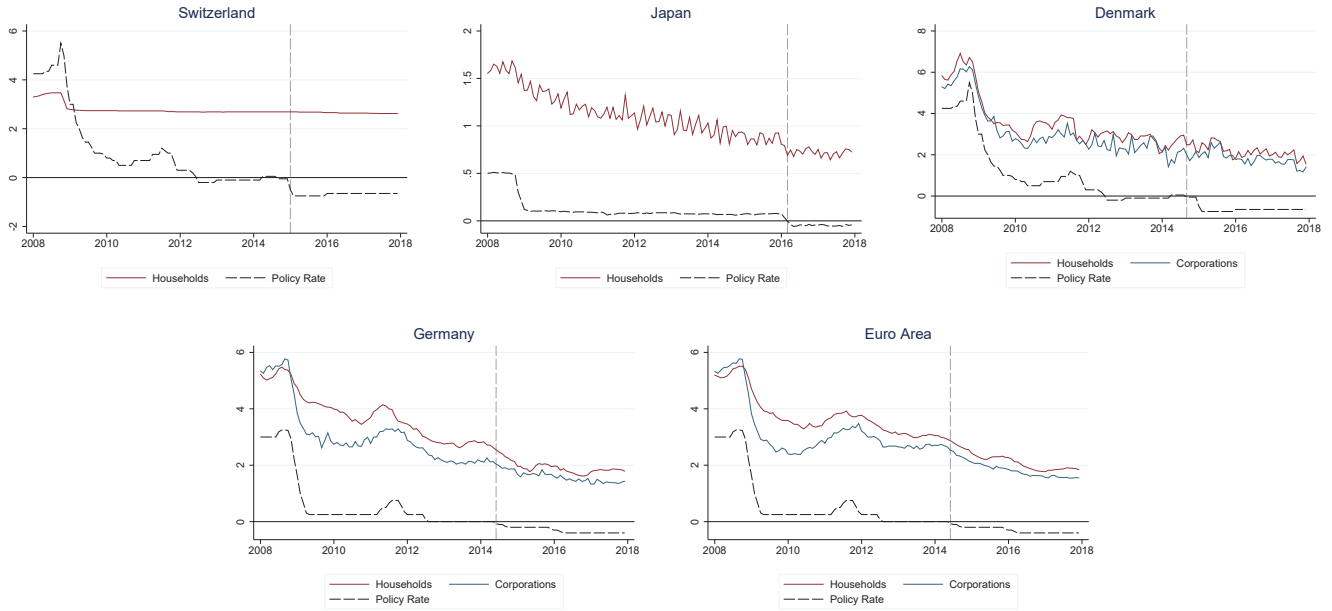 Switzerland
6
4
2
0
-2
2008 2010 2012 2014 2016 2018
Households Policy Rate
Japan
2
1.5
1
.5
0
2008 2010 2012 2014 2016 2018
Households Policy Rate
Denmark
8
6
4
2
0
2008 2010 2012 2014 2016 2018
Households Corporations
Policy Rate
Germany
6
4
2
0
2008 2010 2012 2014 2016 2018
Households Corporations
Policy Rate
Euro Area
6
4
2
0
2008 2010 2012 2014 2016 2018
Households Corporations
Policy Rate